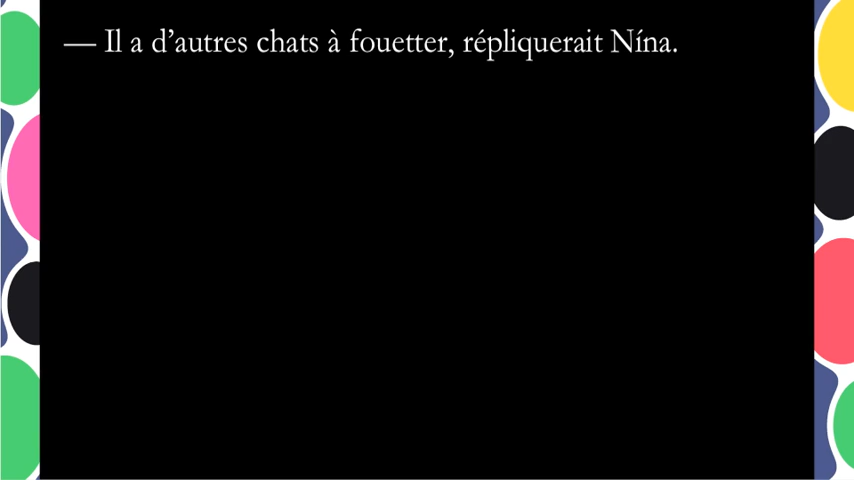 — Il a d’autres chats à fouetter, répliquerait Nína.